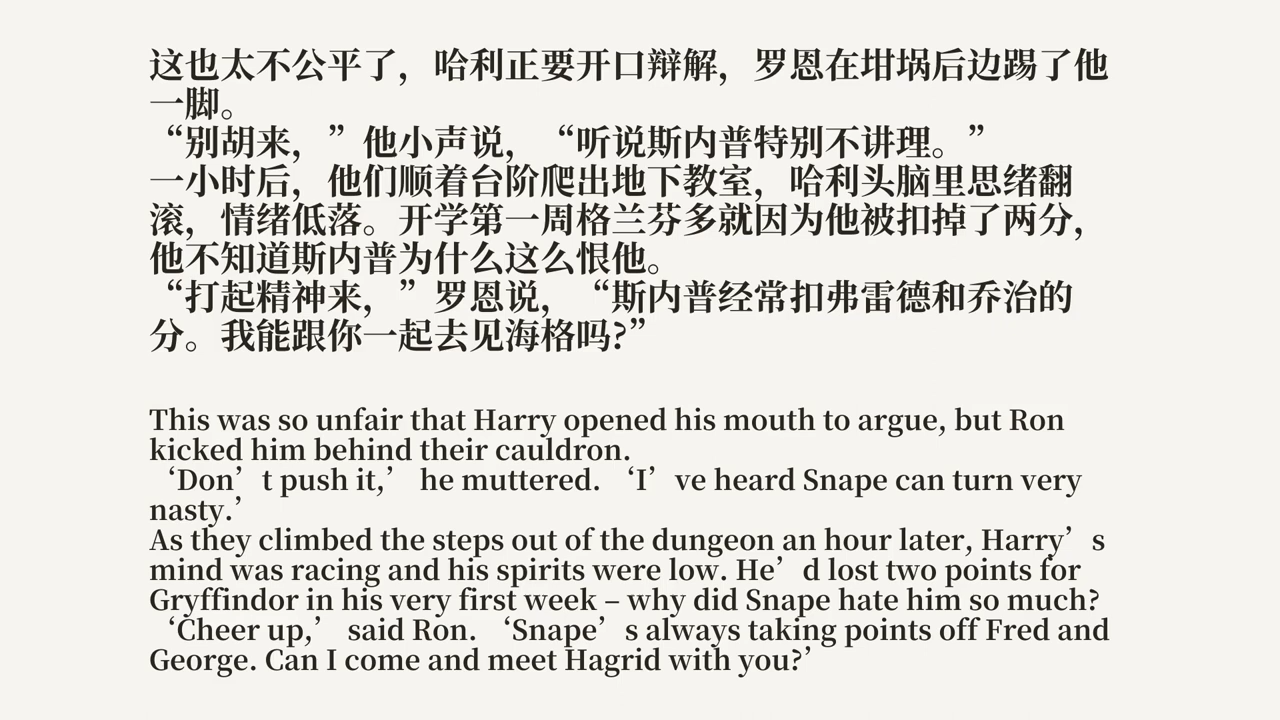 这也太不公平了，哈利正要开口辩解，罗恩在坩埚后边踢了他
一脚。
“别胡来，”他小声说，“听说斯内普特别不讲理。”
一小时后，他们顺着台阶爬出地下教室，哈利头脑里思绪翻
滚，情绪低落。开学第一周格兰芬多就因为他被扣掉了两分，
他不知道斯内普为什么这么恨他。
“打起精神来，”罗恩说，“斯内普经常扣弗雷德和乔治的
分。我能跟你一起去见海格吗?”
This was so unfair that Harry opened his mouth to argue, but Ron
kicked him behind their cauldron.
‘Don’t push it,’ he muttered. ‘I’ve heard Snape can turn very
nasty.’
As they climbed the steps out of the dungeon an hour later, Harry’s
mind was racing and his spirits were low. He’d lost two points for
Gryffindor in his very first week – why did Snape hate him so much?
‘Cheer up,’ said Ron. ‘Snape’s always taking points off Fred and
George. Can I come and meet Hagrid with you?’